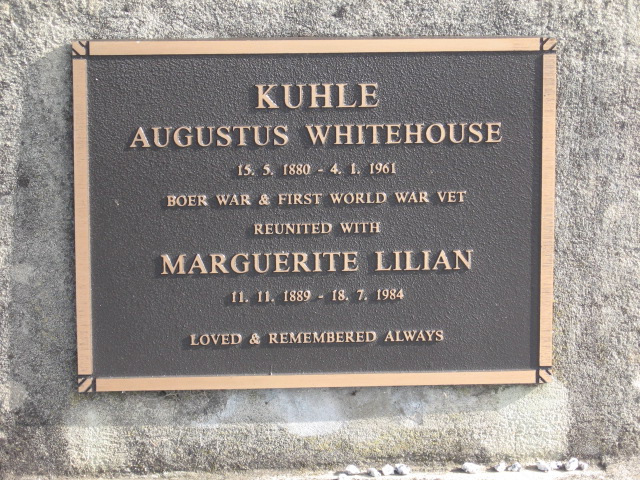 KUHLE
AUGUSTUS WHITEHOUSE
15. 5. 1880 - 4. 1. 1961
BOER WAR & FIRST WORLD WAR VET
REUNITED WITH
MARGUERITE LILIAN
11. 11. 1889 - 18. 7. 1984
LOVED & REMEMBERED ALWAYS